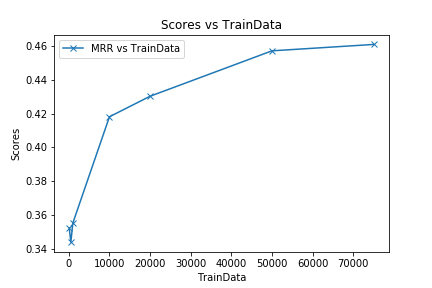 Scores vs TrainData
MRR vs TrainData
0.46
0.44
0.42
0.40
0.38
0.36
0.34
Scores
0 10000 20000 30000 40000 50000 60000 70000
TrainData